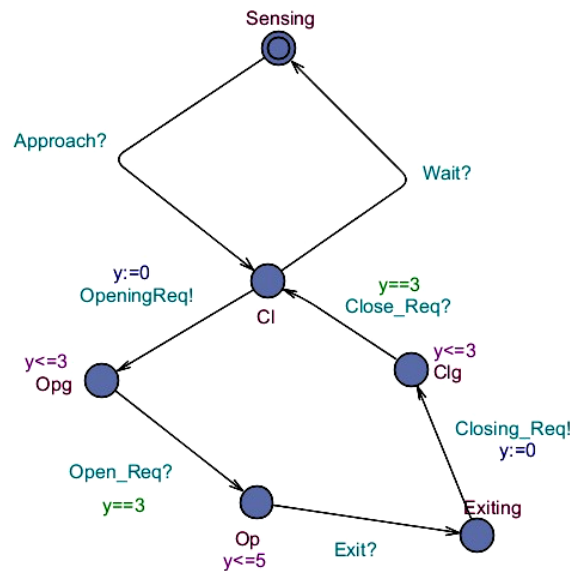 Sensing
Approach?
Wait?
y:=0
OpeningReq!
Cl
y==3
Close_Req?
y<=3
Opg
y<=3
Clg
Open_Req?
y==3
Closing_Req!
y:=0
Op
y<=5
Exit?
Exiting